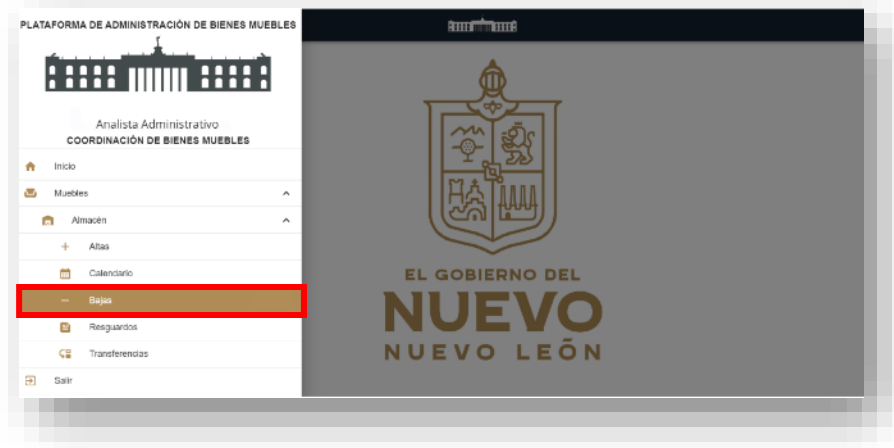 PLATAFORMA DE ADMINISTRACIÓN DE BIENES MUEBLES
Analista Administrativo
COORDINACIÓN DE BIENES MUEBLES
Inicio
Muebles
Almacén
Altas
Calendario
Bajas
Resguardos
Transferencias
Salir
EL GOBIERNO DEL
NUEVO
NUEVO LEÓN